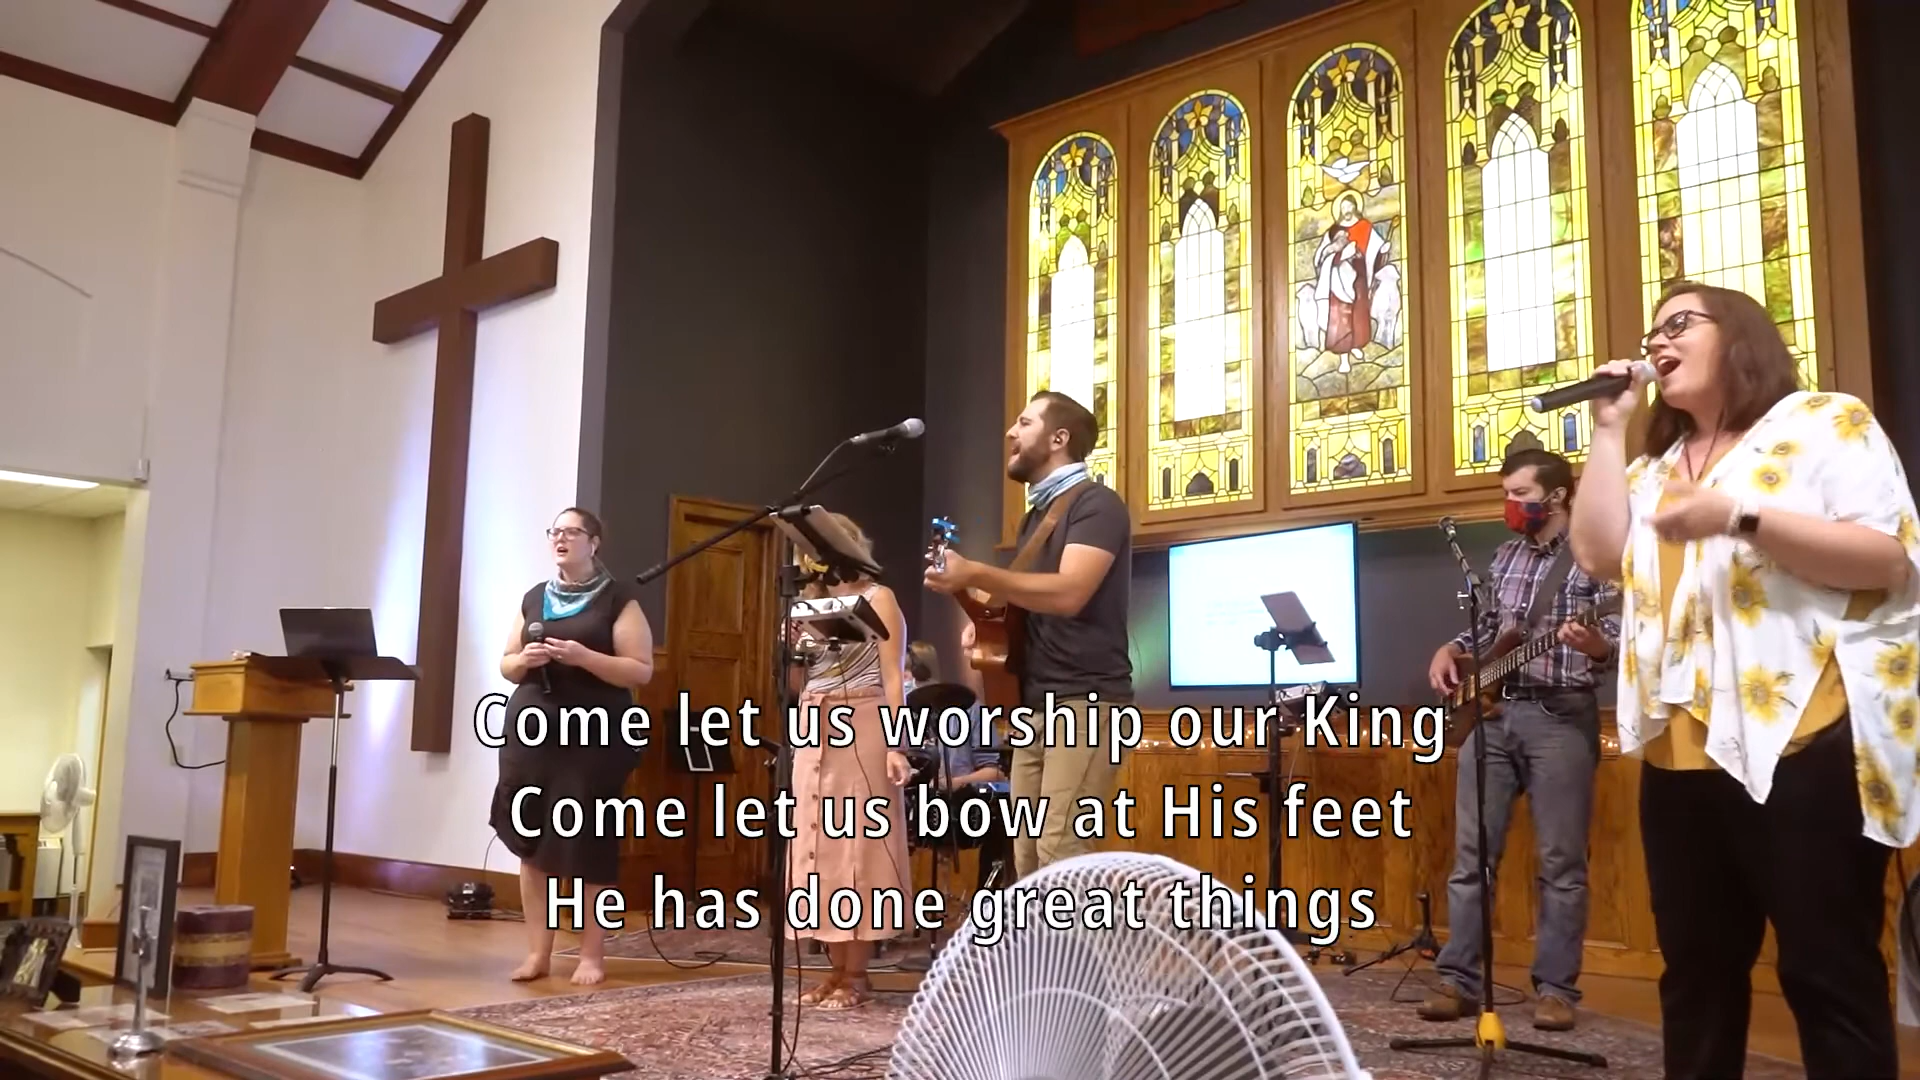 Come let us worship our King
Come let us bow at His feet
He has done great things